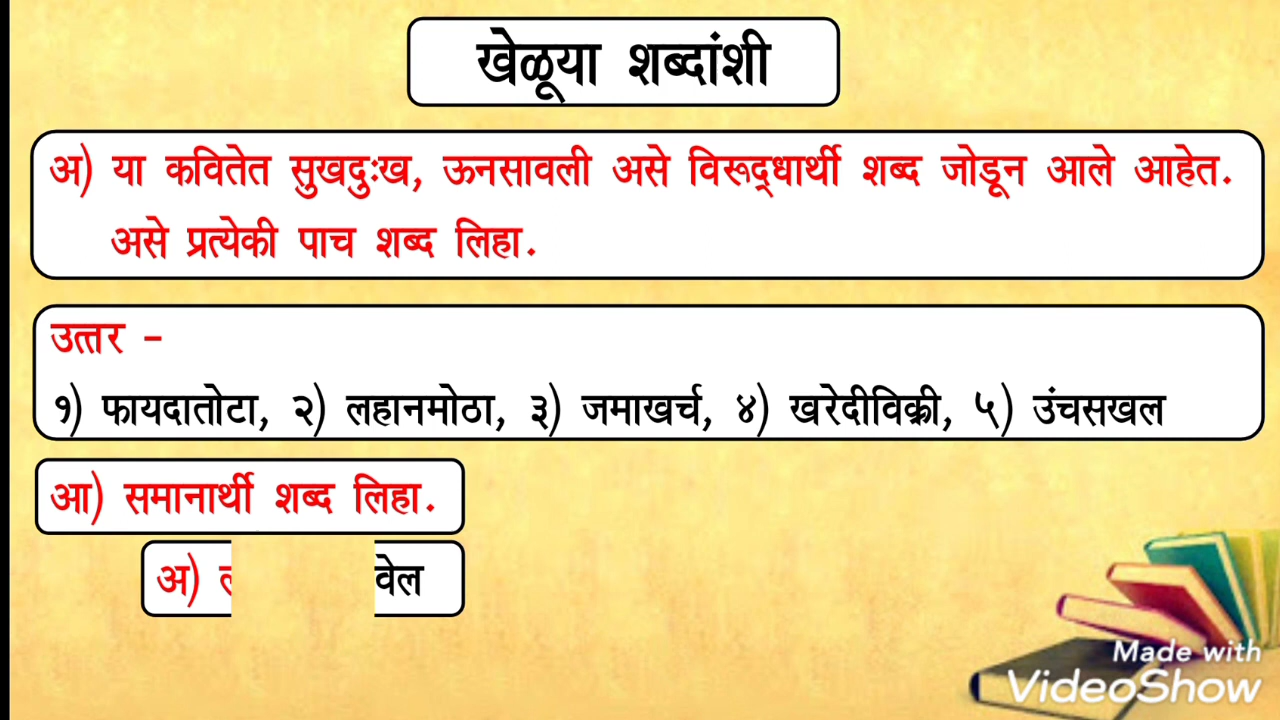 खेळूया शब्दांशी
अ) या कवितेत सुखदुःख, ऊनसावली असे विरूद्धार्थी शब्द जोडून आले आहेत.
असे प्रत्येकी पाच शब्द लिहा.
उत्तर -
१) फायदातोटा, २) लहानमोठा, ३) जमाखर्च, ४) खरेदीविक्री, ५) उंचसखल
आ) समानार्थी शब्द लिहा.
अ) वेल
Made with
VideoShow